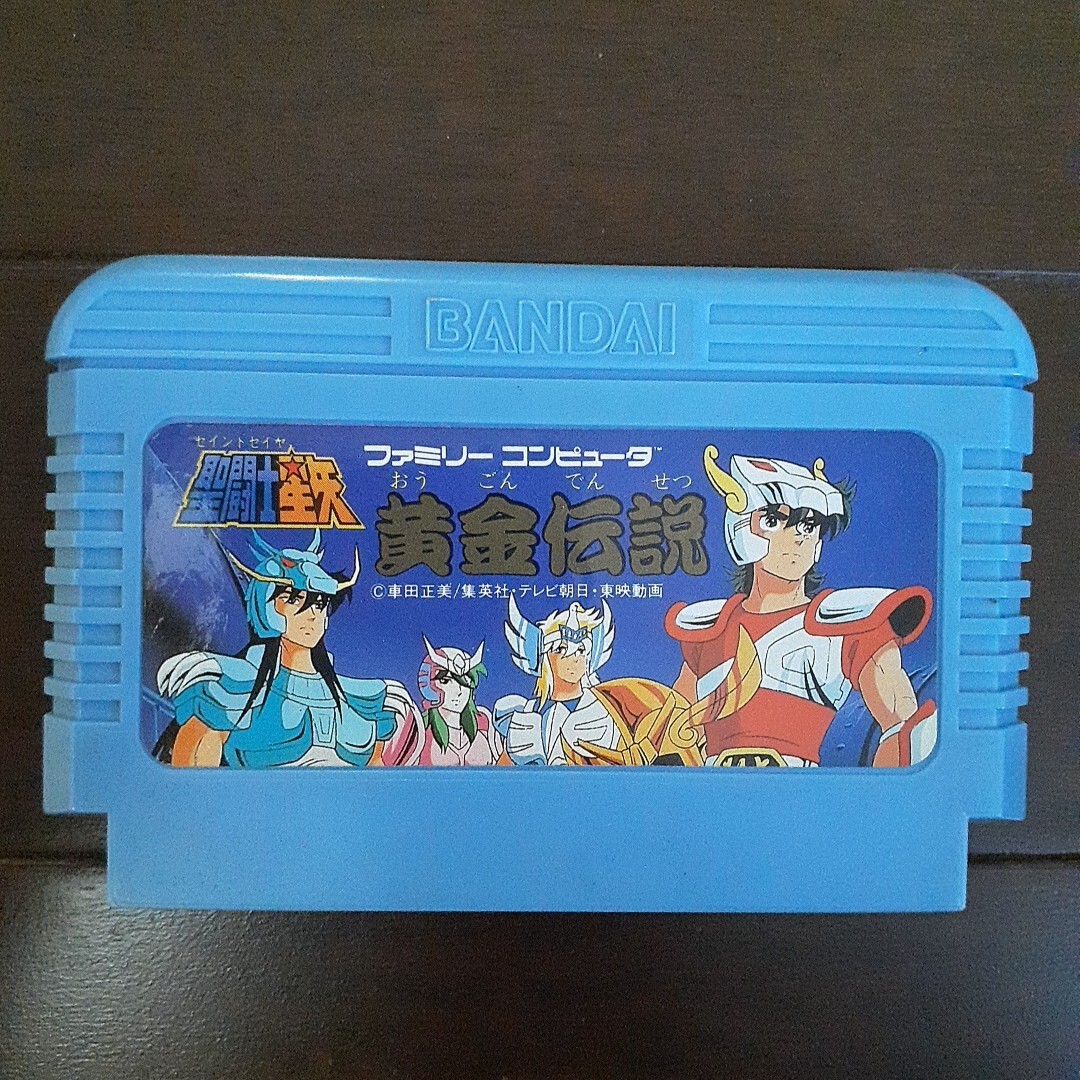 BANDAI
セイントセイヤ
聖闘士星矢
ファミリー コンピュータ™
おう ごん でん せつ
黄金伝説
©車田正美/集英社・テレビ朝日・東映動画